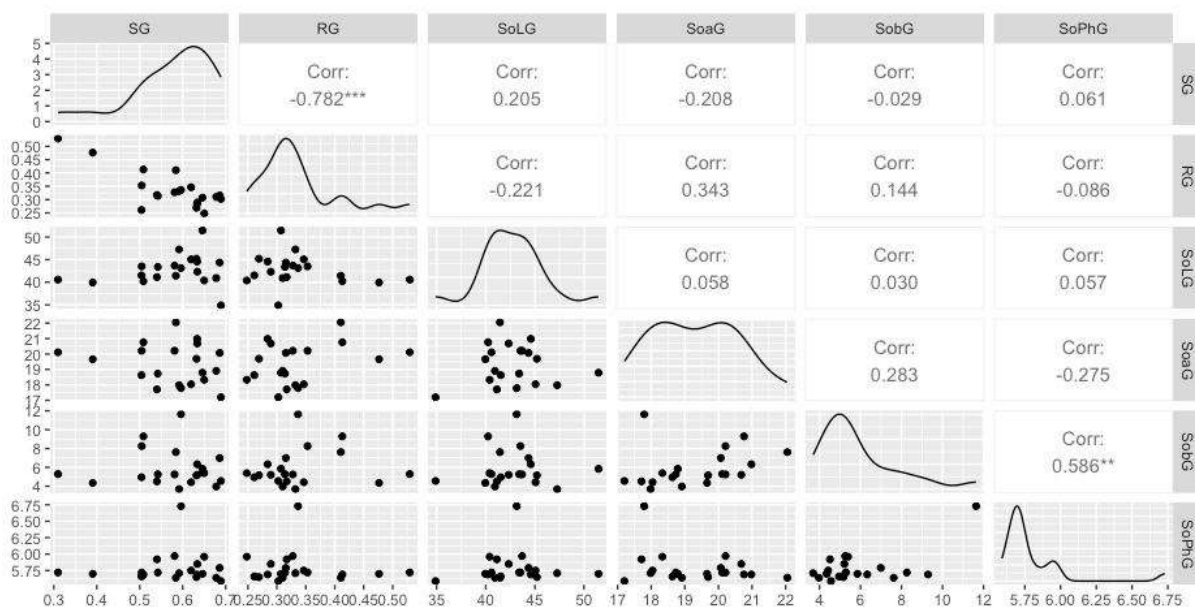 SG RG SoLG SoaG SobG SoPhG
5
4
3
2
1
0
Corr:
-0.782***
Corr:
0.205
Corr:
-0.208
Corr:
-0.029
Corr:
0.061
SG
0.50
0.45
0.40
0.35
0.30
0.25
Corr:
-0.221
Corr:
0.343
Corr:
0.144
Corr:
-0.086
RG
50
45
40
35
Corr:
0.058
Corr:
0.030
Corr:
0.057
SoLG
22
21
20
19
18
17
Corr:
0.283
Corr:
-0.275
SoaG
12
10
8
6
4
Corr:
0.586**
SobG
6.75
6.50
6.25
6.00
5.75
SoPhG
0.3 0.4 0.5 0.6 0.7 0.25 0.30 0.35 0.40 0.45 0.50 35 40 45 50 17 18 19 20 21 22 4 6 8 10 12 5.75 6.00 6.25 6.50 6.75